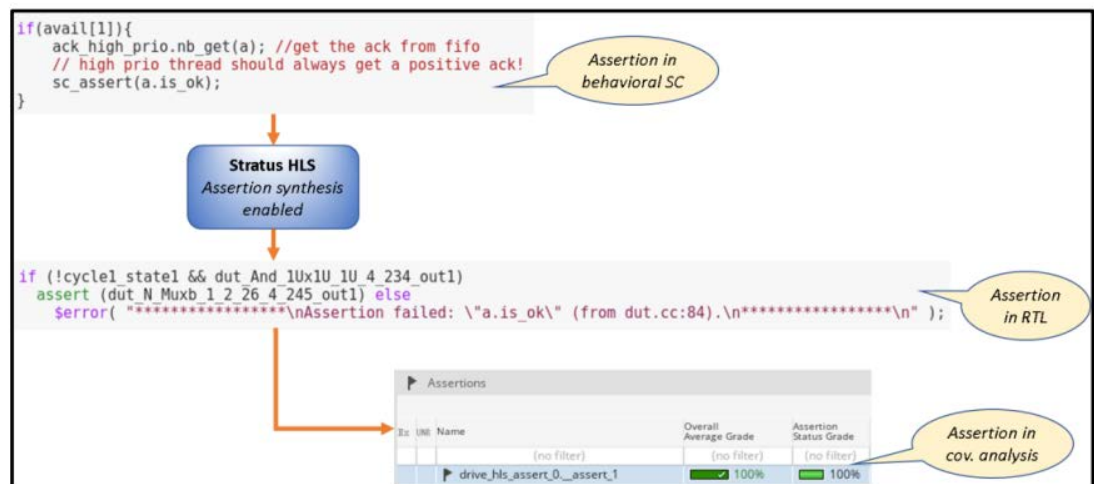 if(avail[1]){
ack_high_prio.nb_get(a); //get the ack from fifo
// high prio thread should always get a positive ack!
sc_assert(a.is_ok);
}
Assertion in
behavioral SC
Stratus HLS
Assertion synthesis
enabled
if (!cycle1_state1 && dut_And_1Ux1U_1U_4_234_out1)
assert (dut_N_Muxb_1_2_26_4_245_out1) else
$error( "*****************\nAssertion failed: \"a.is_ok\" (from dut.cc:84).\n*****************\n" );
Assertion
in RTL
Assertions
Ex UNR Name Overall Average Grade Assertion Status Grade
(no filter) (no filter) (no filter)
drive_hls_assert_0.__assert_1 100% 100%
Assertion in
cov. analysis